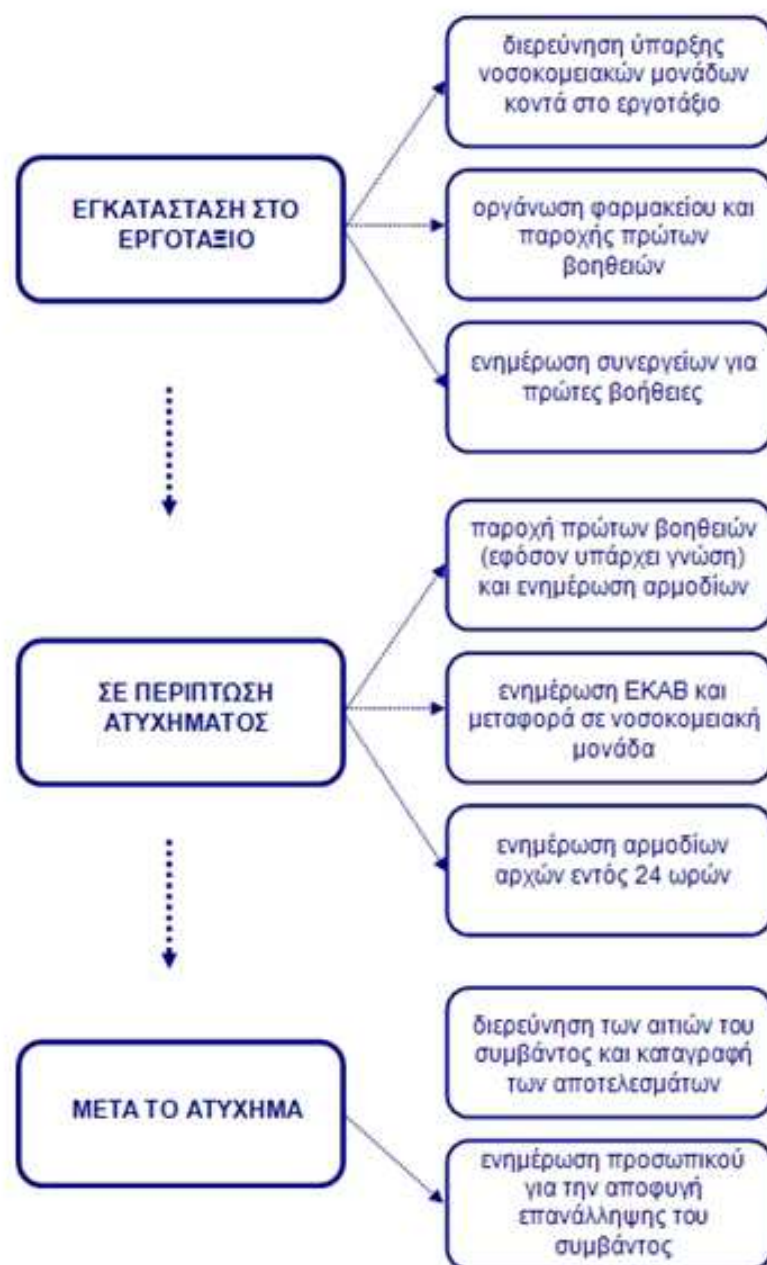 ΕΓΚΑΤΑΣΤΑΣΗ ΣΤΟ
ΕΡΓΟΤΑΞΙΟ
διερεύνηση ύπαρξης
νοσοκομειακών μονάδων
κοντά στο εργοτάξιο
οργάνωση φαρμακείου και
παροχής πρώτων
βοηθειών
ενημέρωση συνεργείων για
πρώτες βοήθειες
ΣΕ ΠΕΡΙΠΤΩΣΗ
ΑΤΥΧΗΜΑΤΟΣ
παροχή πρώτων βοηθειών
(εφόσον υπάρχει γνώση)
και ενημέρωση αρμοδίων
ενημέρωση ΕΚΑΒ και
μεταφορά σε νοσοκομειακή
μονάδα
ενημέρωση αρμοδίων
αρχών εντός 24 ωρών
ΜΕΤΑ ΤΟ ΑΤΥΧΗΜΑ
διερεύνηση των αιτιών του
συμβάντος και καταγραφή
των αποτελεσμάτων
ενημέρωση προσωπικού
για την αποφυγή
επανάλληψης του
συμβάντος